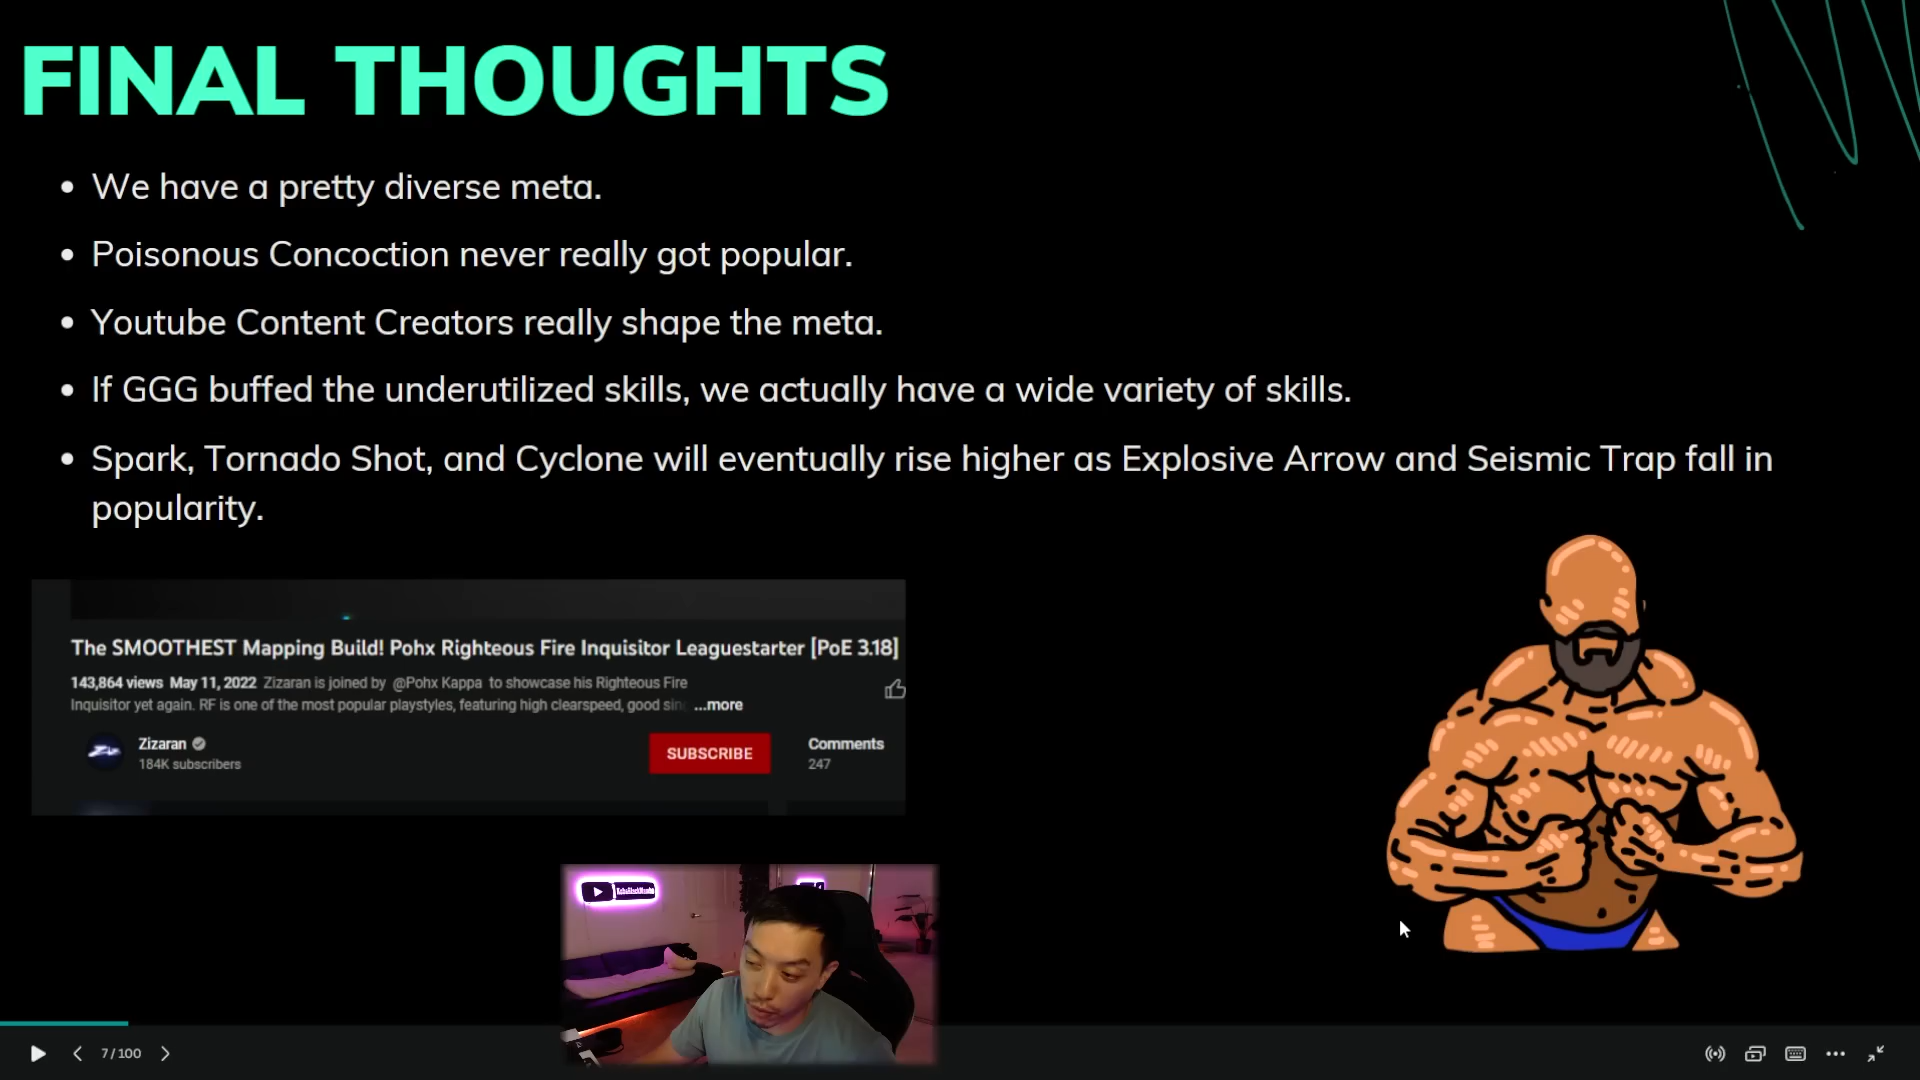 FINAL THOUGHTS
• We have a pretty diverse meta.
• Poisonous Concoction never really got popular.
• Youtube Content Creators really shape the meta.
• If GGG buffed the underutilized skills, we actually have a wide variety of skills.
• Spark, Tornado Shot, and Cyclone will eventually rise higher as Explosive Arrow and Seismic Trap fall in
popularity.
The SMOOTHEST Mapping Build! Pohx Righteous Fire Inquisitor Leaguestarter [PoE 3.18]
143,864 views May 11, 2022 Zizaran is joined by @Pohx Kappa to showcase his Righteous Fire
Inquisitor yet again. RF is one of the most popular playstyles, featuring high clearspeed, good sin ...more
Zizaran
184K subscribers
SUBSCRIBE
Comments
247
7/100